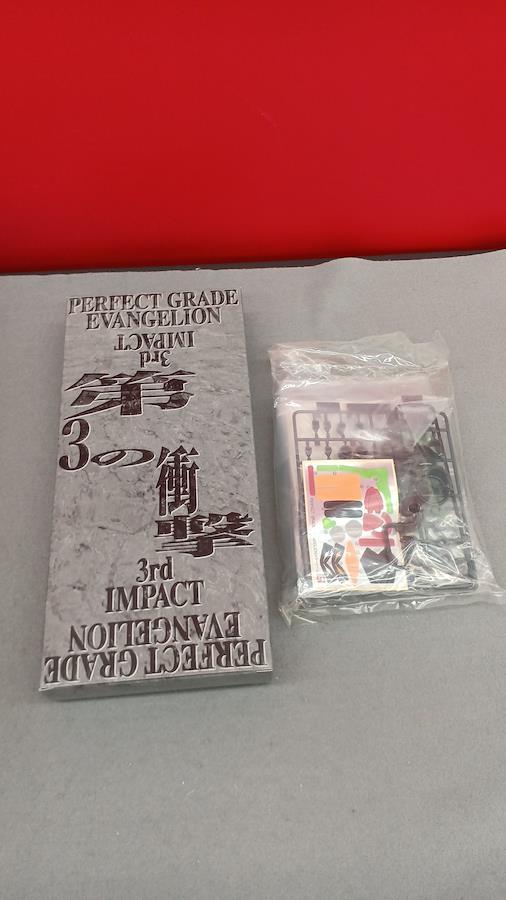 PERFECT GRADE
EVANGELION
3rd
IMPACT
第
3の衝
撃
3rd
IMPACT
PERFECT GRADE
EVANGELION